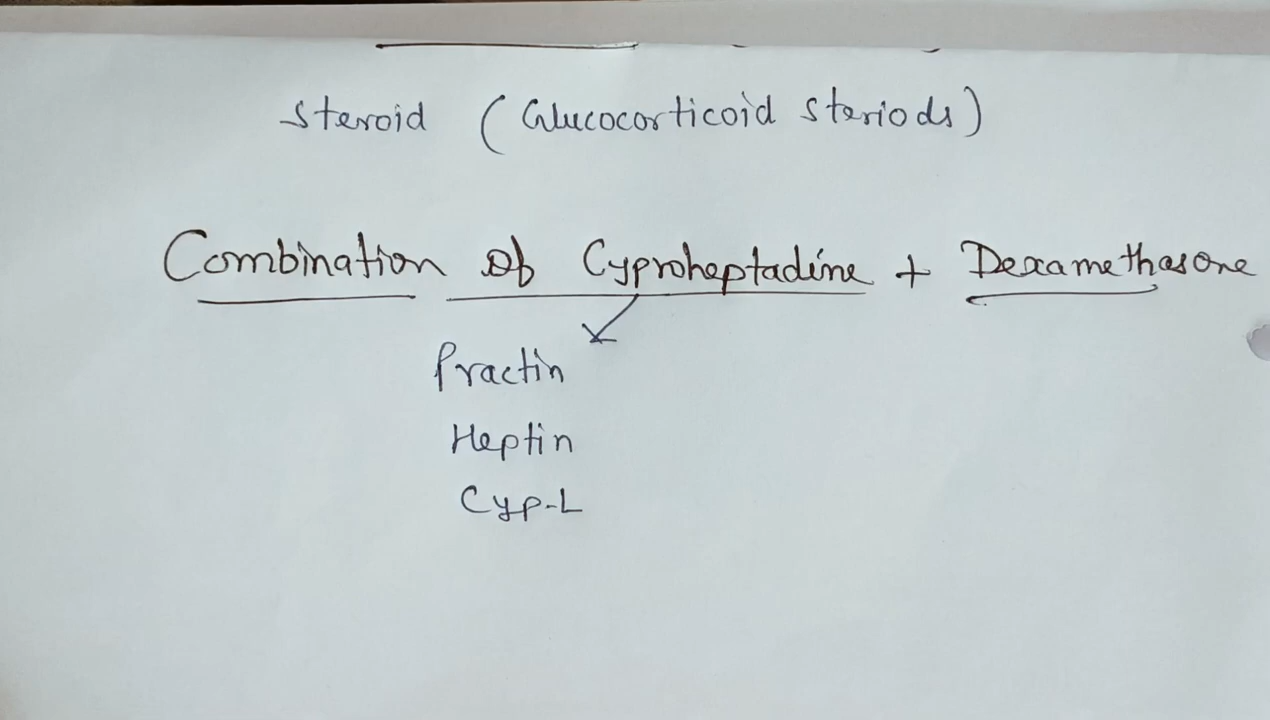 Steroid (Glucocorticoid Steriods)
Combination of Cyproheptadine + Dexamethasone
Practin
Heptin
Cyp-L